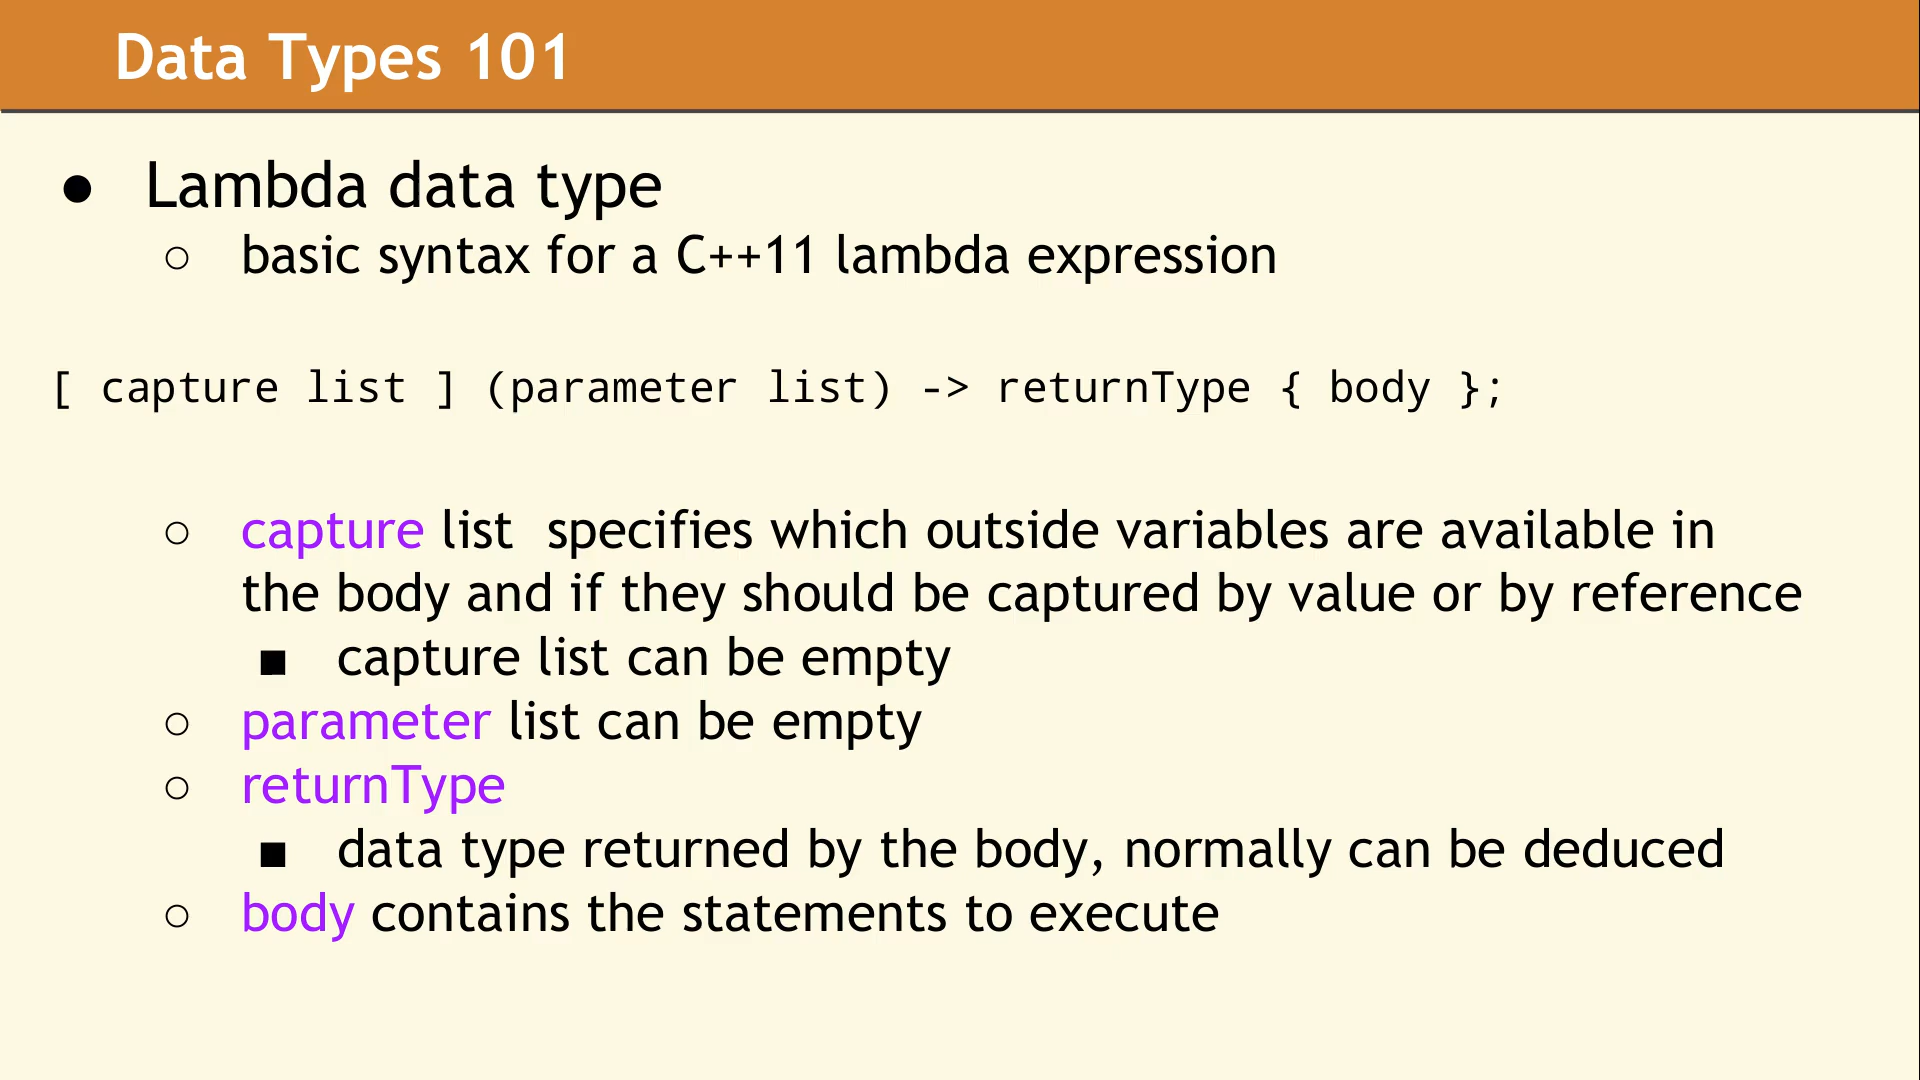 Data Types 101
● Lambda data type
○ basic syntax for a C++11 lambda expression
[ capture list ] (parameter list) -> returnType { body };
○ capture list specifies which outside variables are available in
the body and if they should be captured by value or by reference
■ capture list can be empty
○ parameter list can be empty
○ returnType
■ data type returned by the body, normally can be deduced
○ body contains the statements to execute